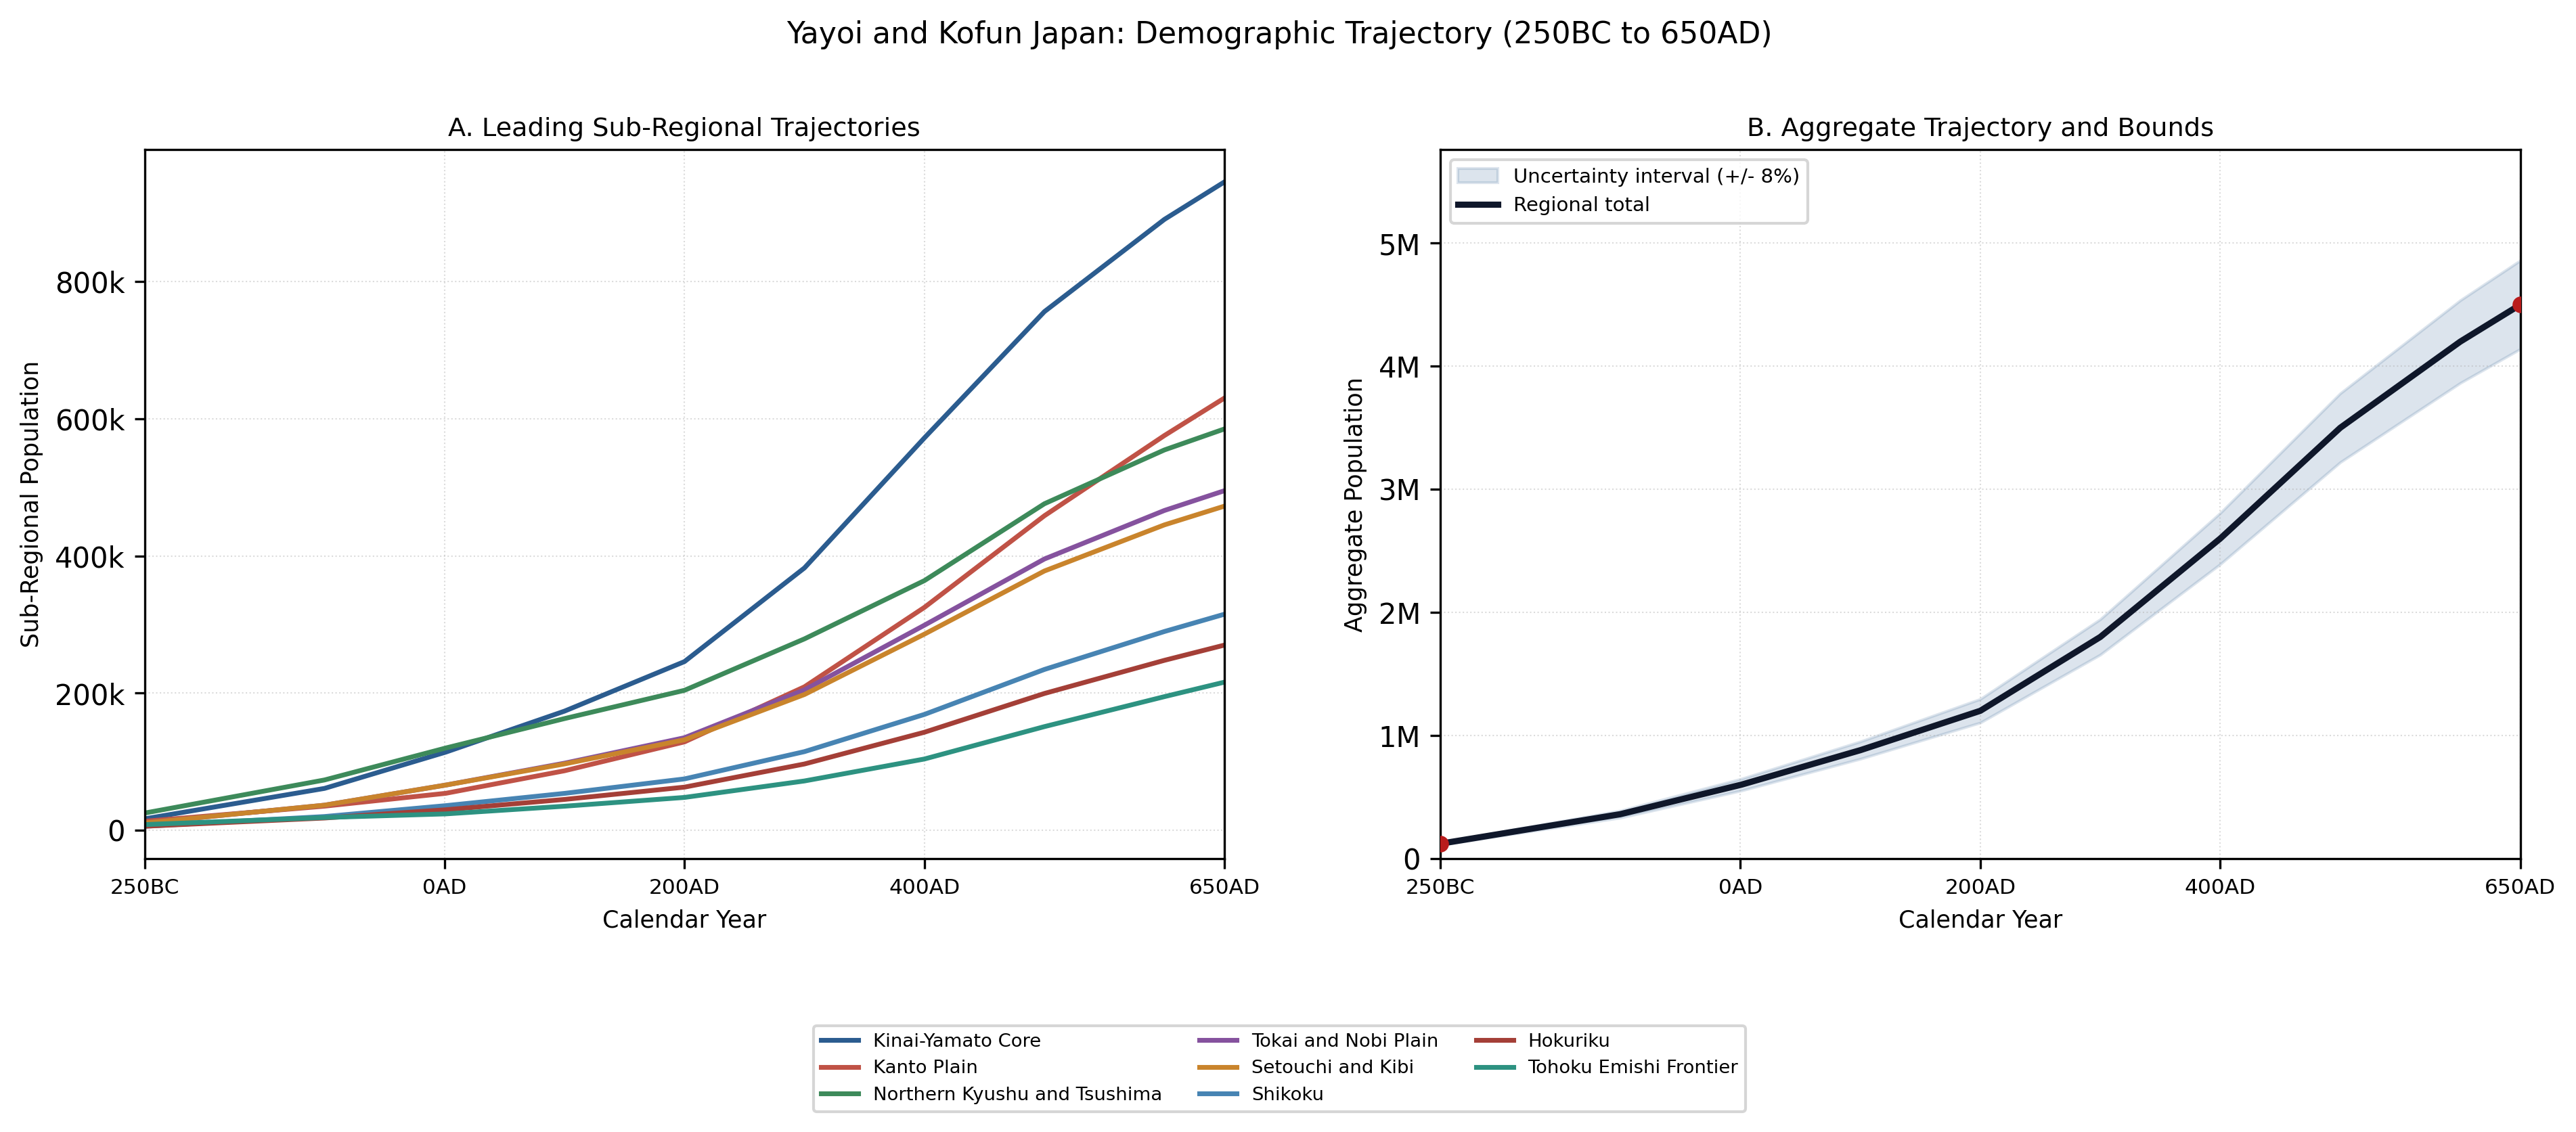 Yayoi and Kofun Japan: Demographic Trajectory (250BC to 650AD)
A. Leading Sub-Regional Trajectories
Sub-Regional Population
800k
600k
400k
200k
0
250BC
0AD
200AD
400AD
650AD
Calendar Year
B. Aggregate Trajectory and Bounds
Uncertainty interval (+/- 8%)
Regional total
Aggregate Population
5M
4M
3M
2M
1M
0
250BC
0AD
200AD
400AD
650AD
Calendar Year
Kinai-Yamato Core
Kanto Plain
Northern Kyushu and Tsushima
Tokai and Nobi Plain
Setouchi and Kibi
Shikoku
Hokuriku
Tohoku Emishi Frontier